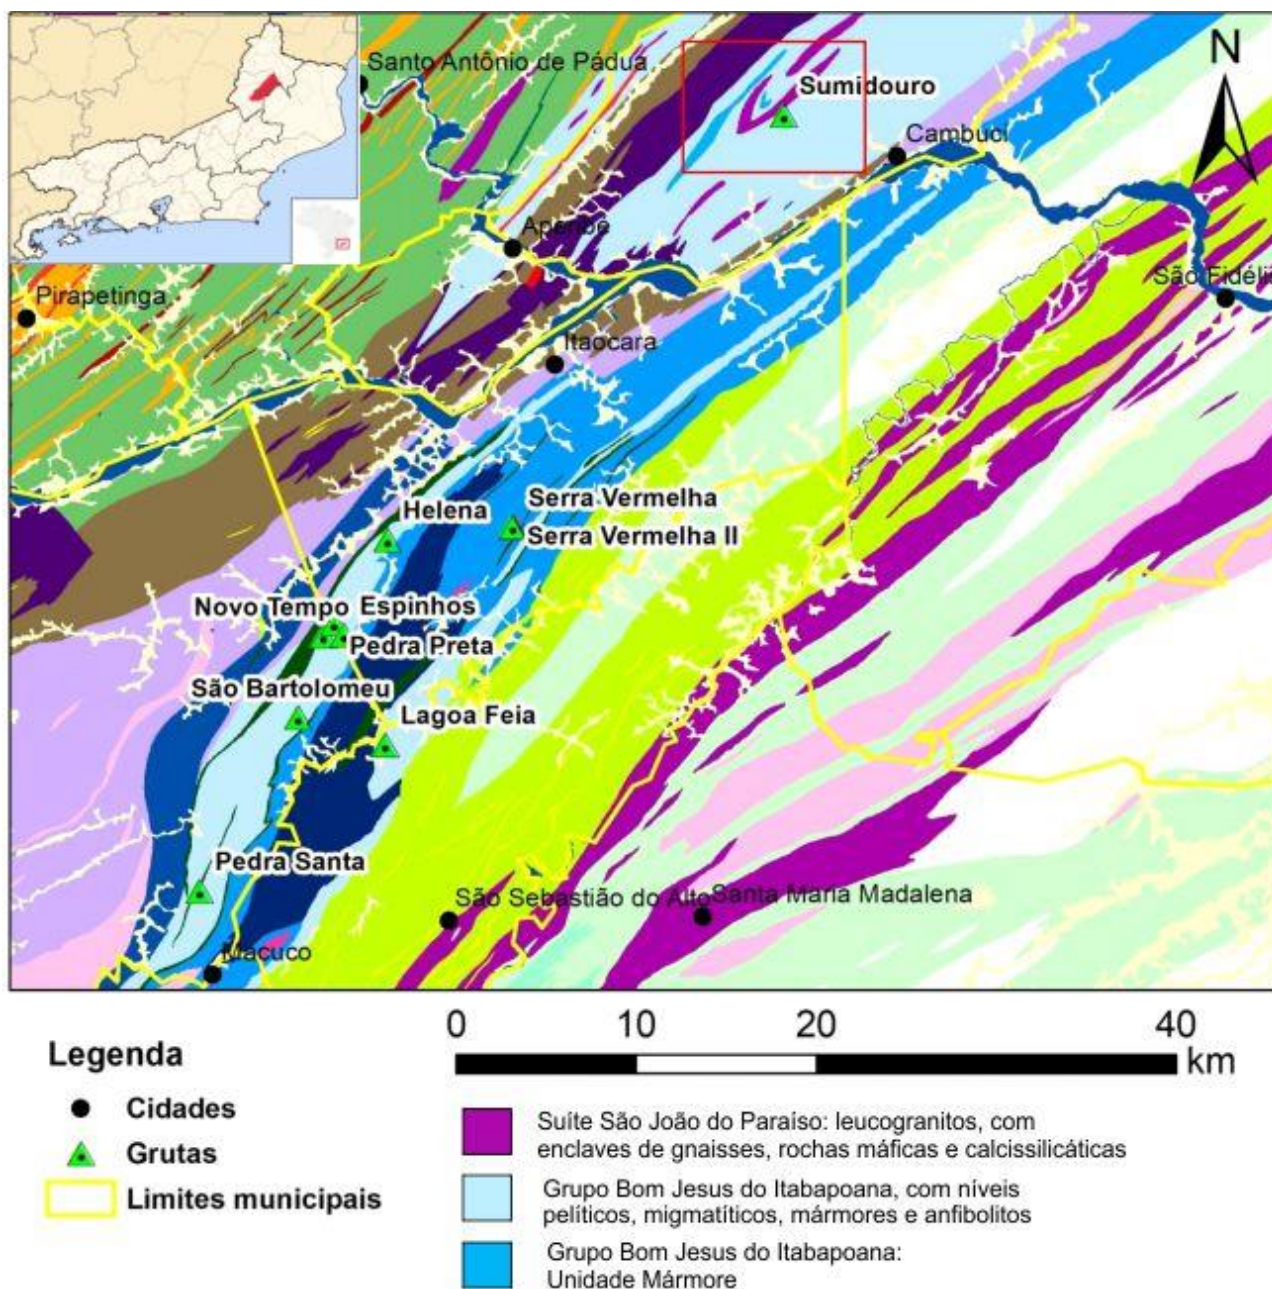 Santo Antônio de Pádua
Sumidouro
N
Cambuci
Aperibé
São Fidélis
Pirapetinga
Itaocara
Helena
Serra Vermelha
Serra Vermelha II
Novo Tempo
Espinhos
Pedra Preta
São Bartolomeu
Lagoa Feia
Pedra Santa
São Sebastião do Alto
Santa Maria Madalena
Macuco
0 10 20 40
km
Legenda
Cidades
Grutas
Limites municipais
Suíte São João do Paraíso: leucogranitos, com
enclaves de gnaisses, rochas máficas e calcissilicáticas
Grupo Bom Jesus do Itabapoana, com níveis
pelíticos, migmatíticos, mármores e anfibolitos
Grupo Bom Jesus do Itabapoana:
Unidade Mármore